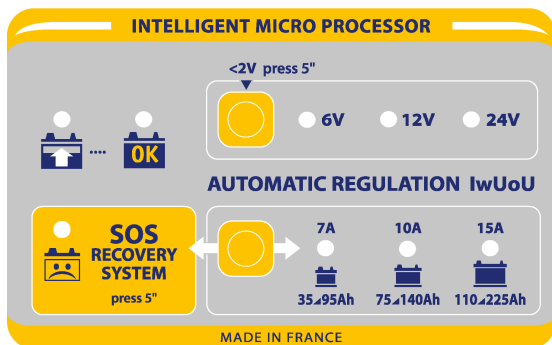 INTELLIGENT MICRO PROCESSOR
<2V press 5"
6V 12V 24V
.... OK
AUTOMATIC REGULATION IwUoU
SOS
RECOVERY
SYSTEM
press 5"
7A 10A 15A
35◢95Ah 75◢140Ah 110◢225Ah
MADE IN FRANCE